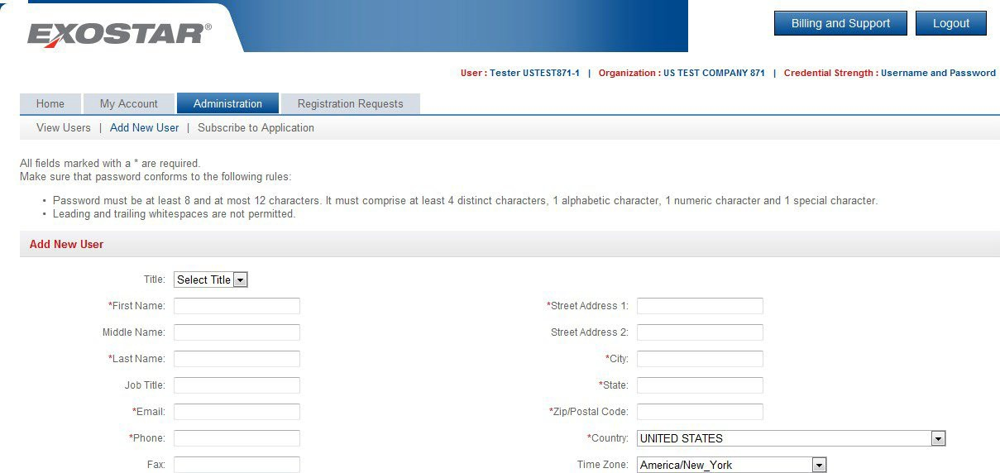 EXOSTAR®
Billing and Support
Logout
User : Tester USTEST871-1 | Organization : US TEST COMPANY 871 | Credential Strength : Username and Password
Home My Account Administration Registration Requests
View Users | Add New User | Subscribe to Application
All fields marked with a * are required.
Make sure that password conforms to the following rules:
• Password must be at least 8 and at most 12 characters. It must comprise at least 4 distinct characters, 1 alphabetic character, 1 numeric character and 1 special character.
• Leading and trailing whitespaces are not permitted.
Add New User
Title: Select Title
*First Name:
Middle Name:
*Last Name:
Job Title:
*Email:
*Phone:
Fax:
*Street Address 1:
Street Address 2:
*City:
*State:
*Zip/Postal Code:
*Country: UNITED STATES
Time Zone: America/New_York